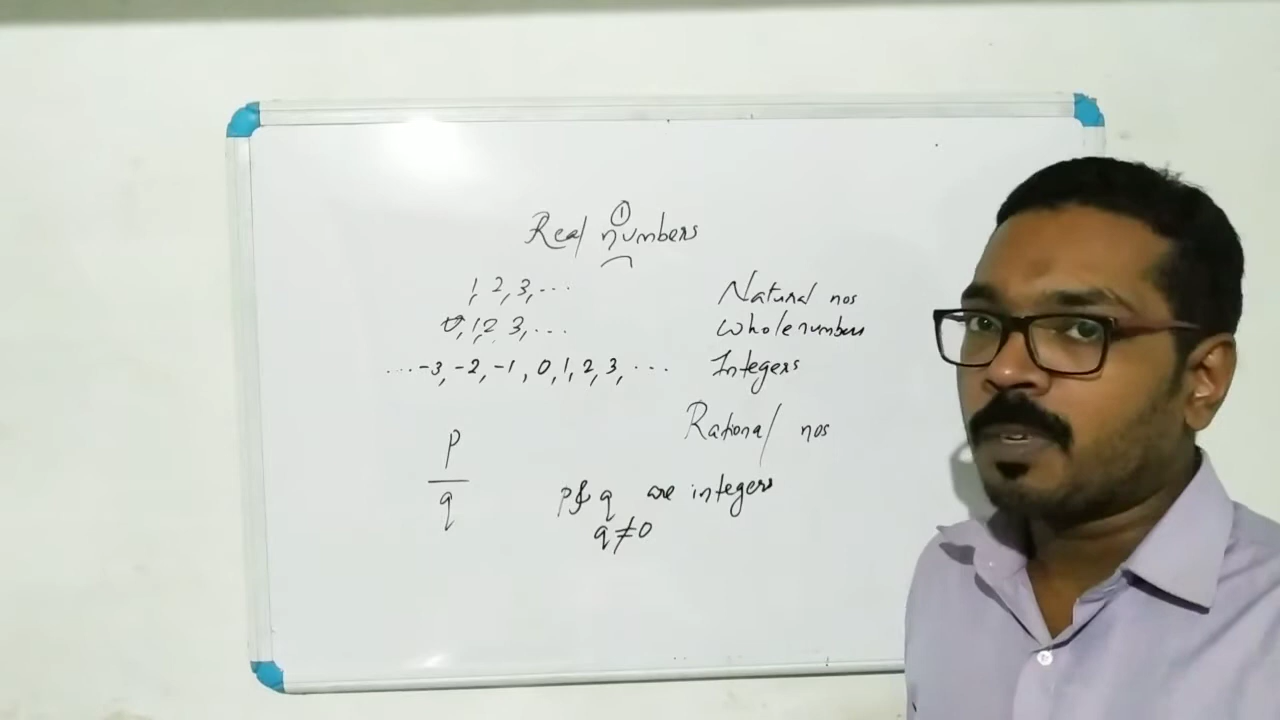 ①
Real numbers
1, 2, 3, ... Natural nos
0, 1, 2 3, ... Whole numbers
... -3, -2, -1, 0, 1, 2, 3, ... Integers
Rational nos
p
q
p & q are integers
q ≠ 0